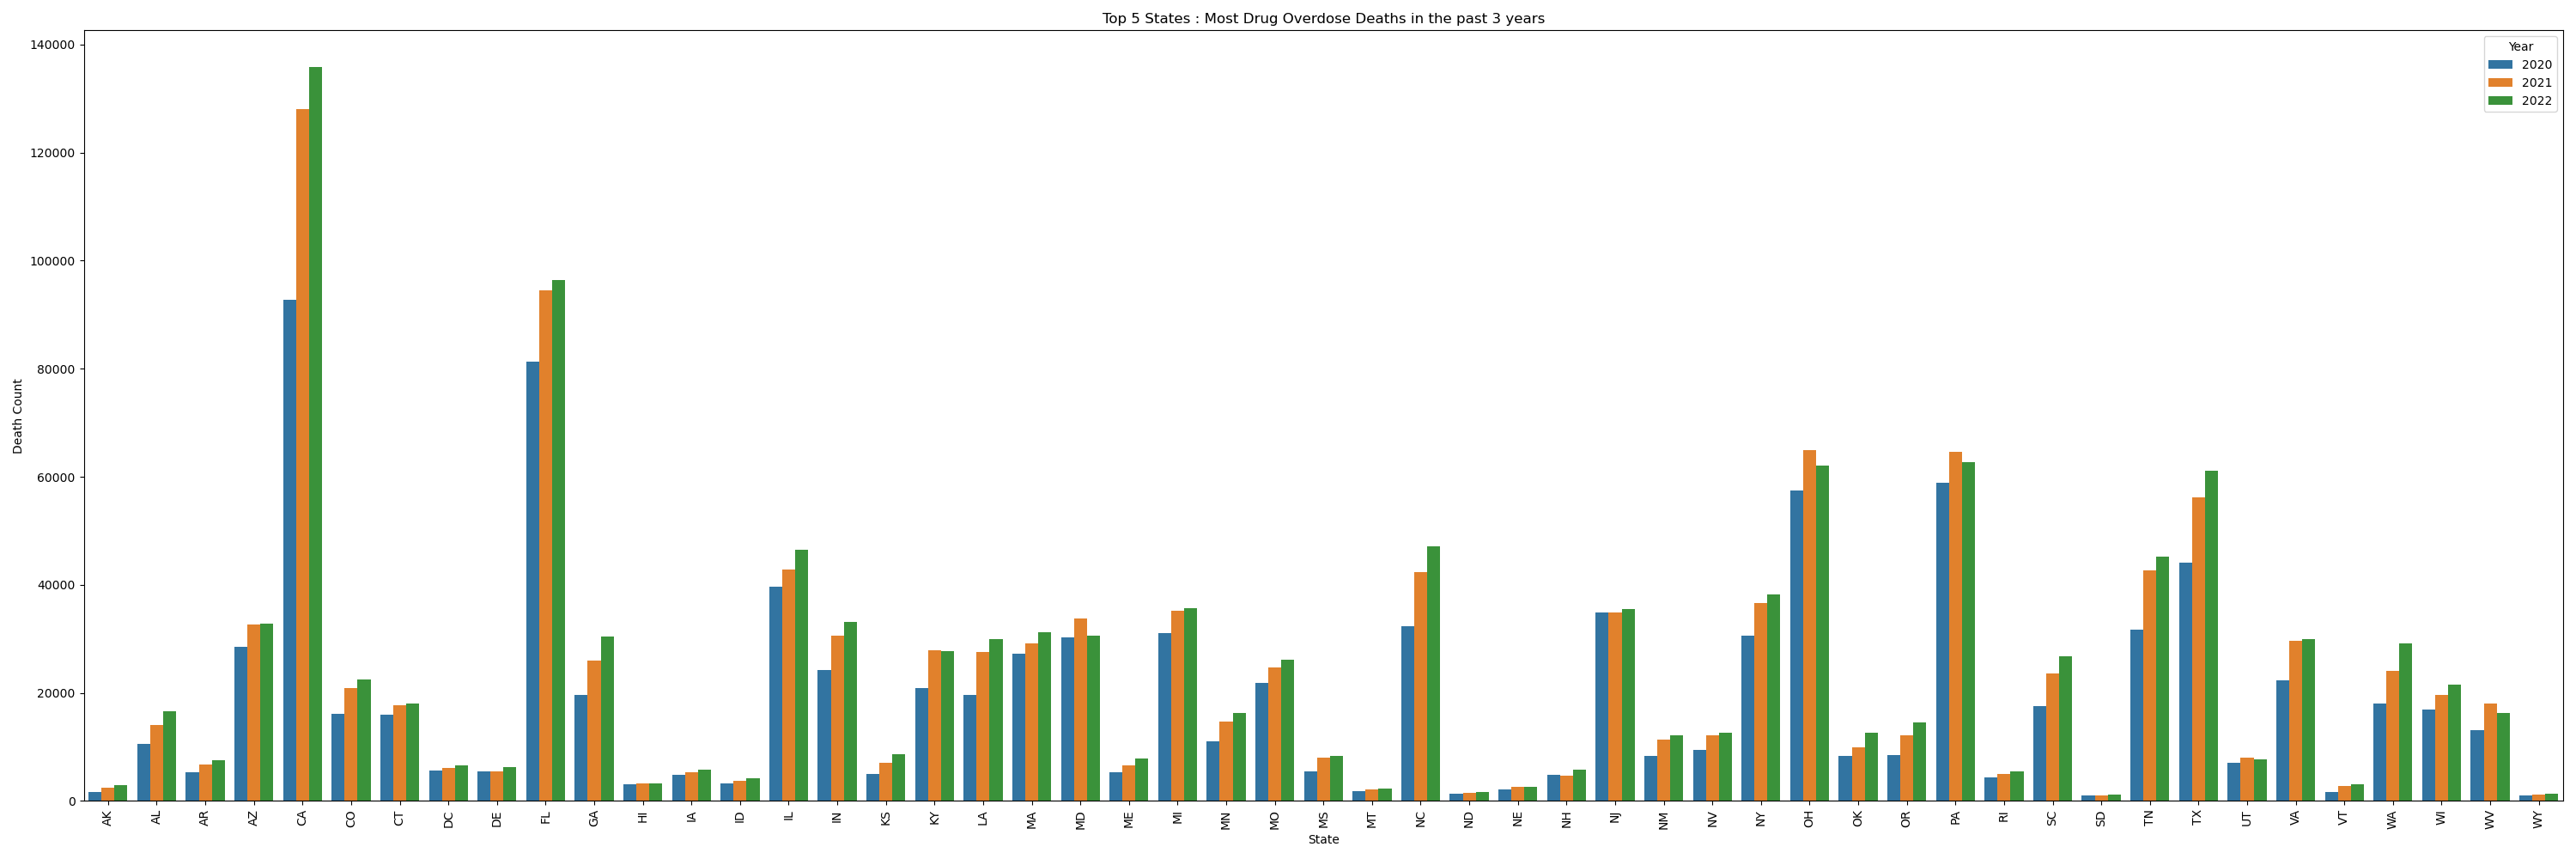 Top 5 States : Most Drug Overdose Deaths in the past 3 years
Year
2020
2021
2022
Death Count
140000
120000
100000
80000
60000
40000
20000
0
AK AL AR AZ CA CO CT DC DE FL GA HI IA ID IL IN KS KY LA MA MD ME MI MN MO MS MT NC ND NE NH NJ NM NV NY OH OK OR PA RI SC SD TN TX UT VA VT WA WI WV WY
State